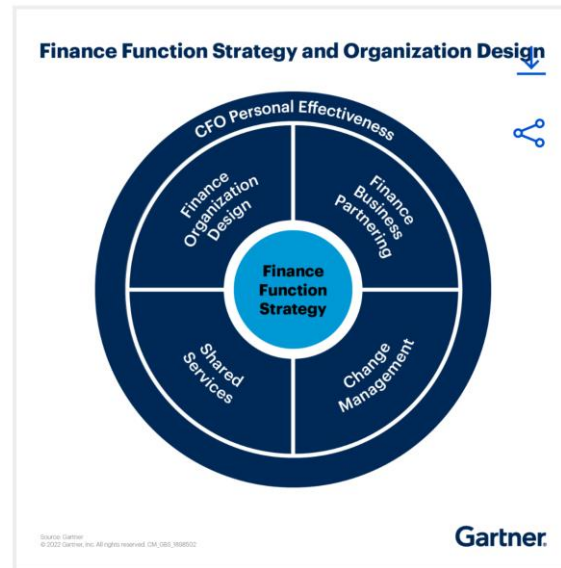 Finance Function Strategy and Organization Design
CFO Personal Effectiveness
Finance
Organization
Design
Finance
Business
Partnering
Finance
Function
Strategy
Shared
Services
Change
Management
Source: Gartner
© 2022 Gartner, Inc. All rights reserved.
Gartner